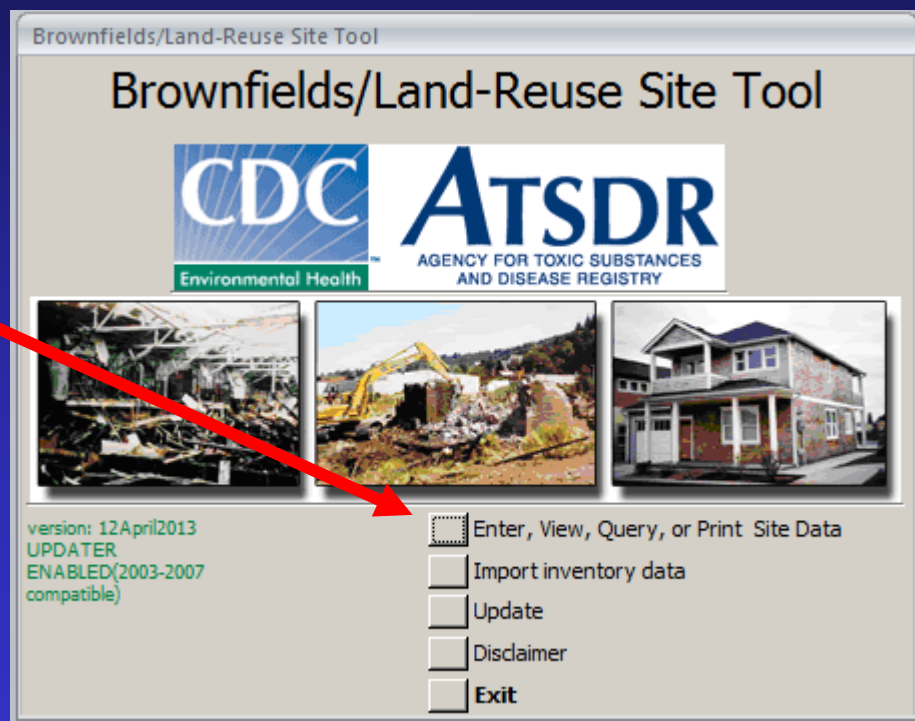 Brownfields/Land-Reuse Site Tool
Brownfields/Land-Reuse Site Tool
CDC
™
Environmental Health
ATSDR
AGENCY FOR TOXIC SUBSTANCES
AND DISEASE REGISTRY
version: 12April2013
UPDATER
ENABLED(2003-2007
compatible)
Enter, View, Query, or Print Site Data
Import inventory data
Update
Disclaimer
Exit